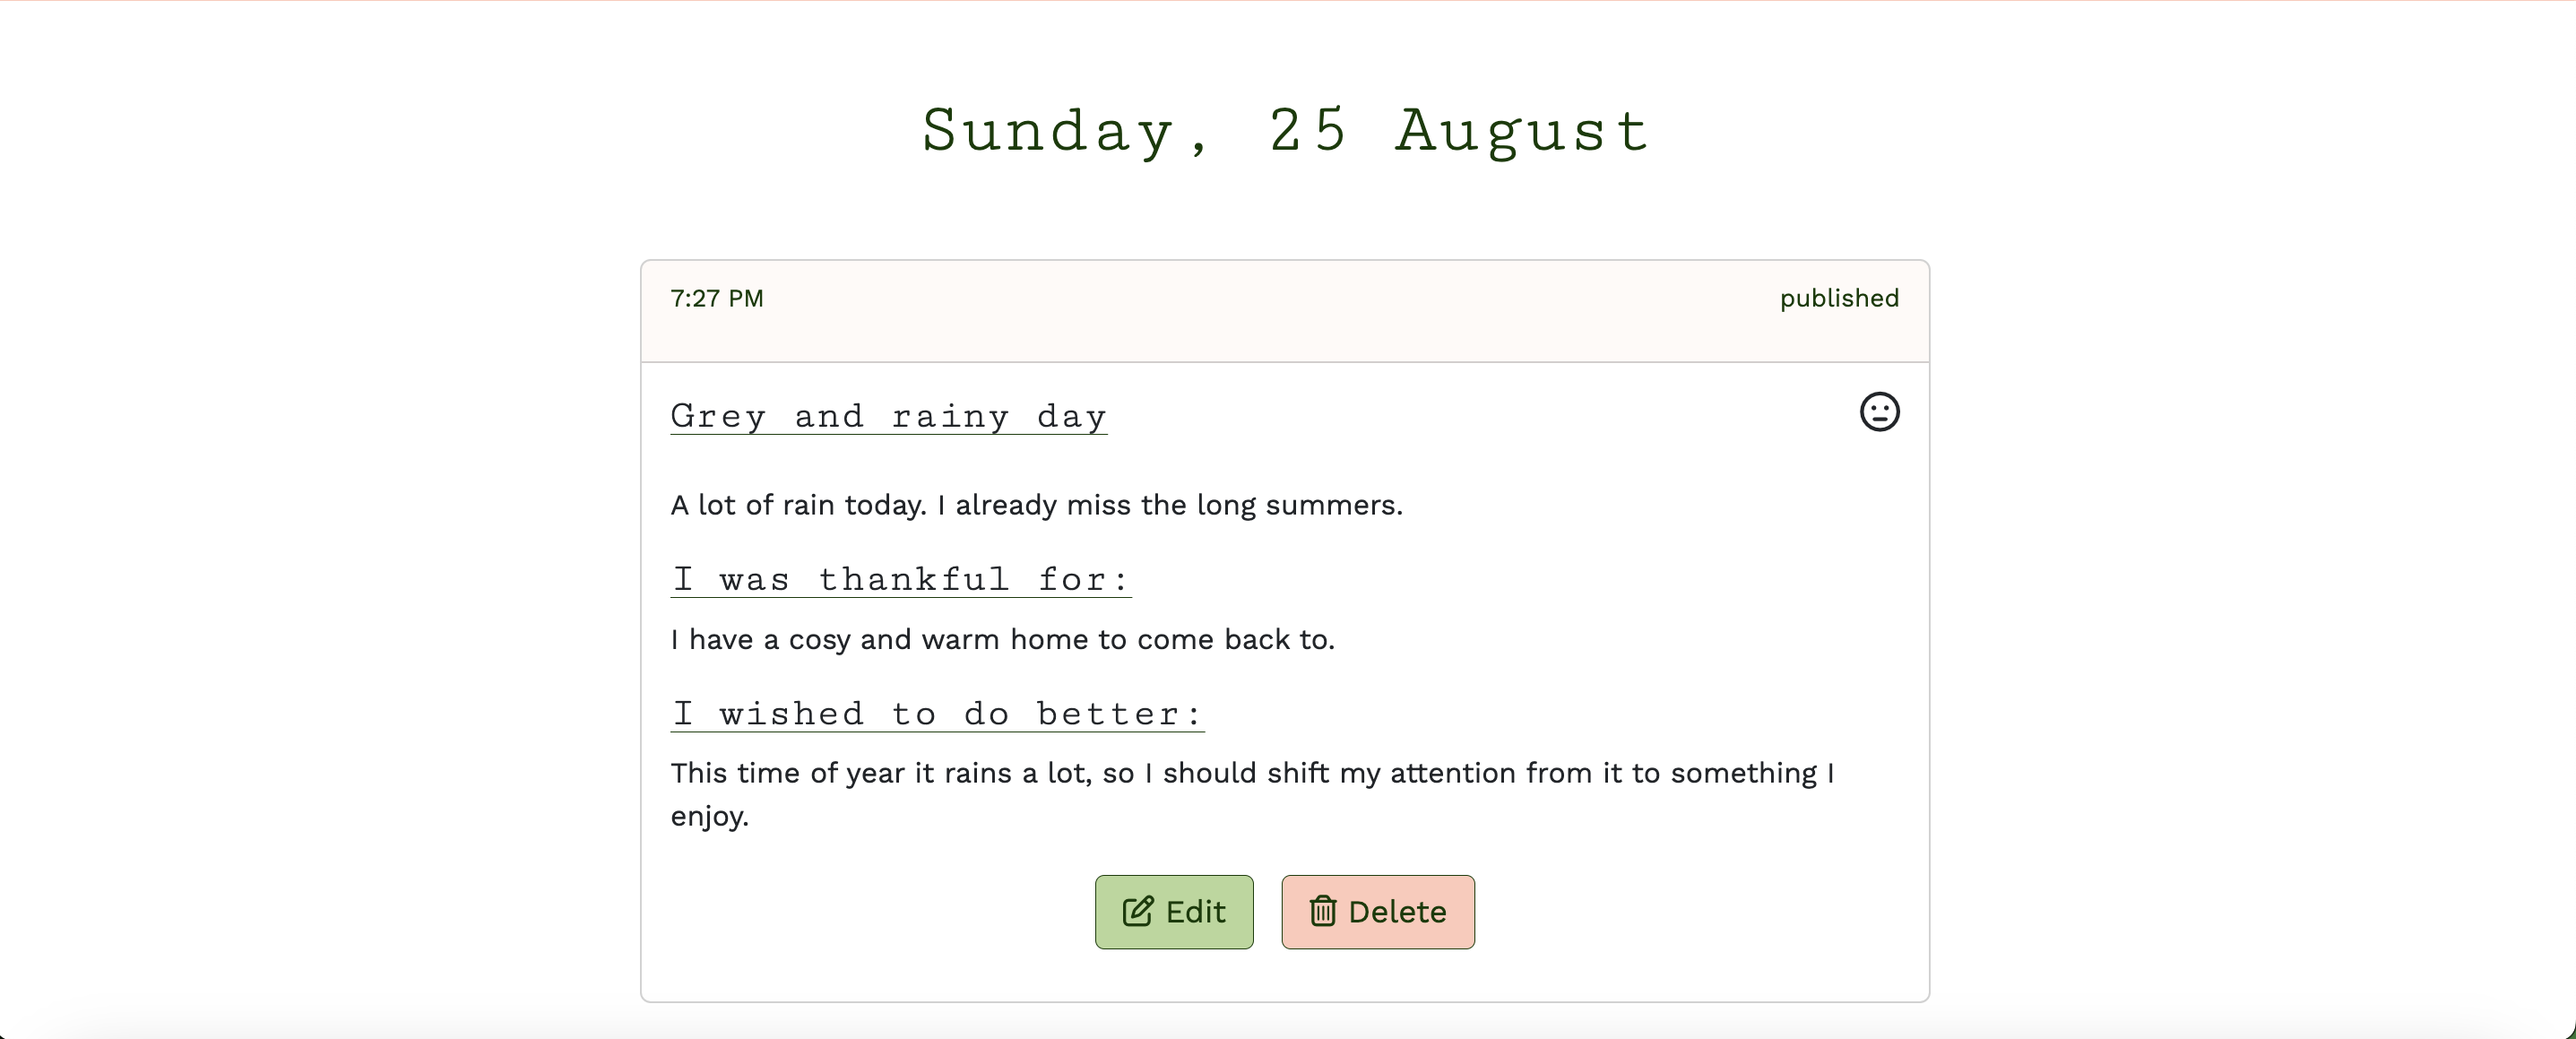 Sunday, 25 August
7:27 PM
published
Grey and rainy day
A lot of rain today. I already miss the long summers.
I was thankful for:
I have a cosy and warm home to come back to.
I wished to do better:
This time of year it rains a lot, so I should shift my attention from it to something I
enjoy.
Edit
Delete